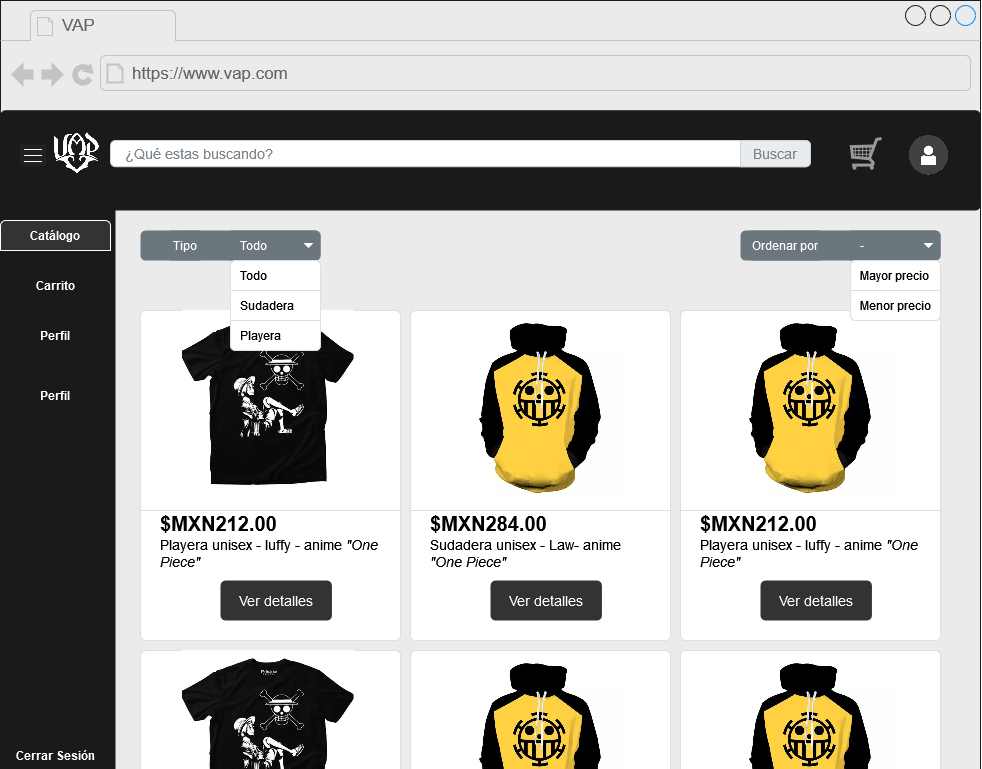 VAP
https://www.vap.com
VAP
¿Qué estas buscando?
Buscar
Catálogo
Carrito
Perfil
Perfil
Cerrar Sesión
Tipo
Todo
Todo
Sudadera
Playera
Ordenar por
-
Mayor precio
Menor precio
$MXN212.00
Playera unisex - luffy - anime "One
Piece"
Ver detalles
$MXN284.00
Sudadera unisex - Law- anime
"One Piece"
Ver detalles
$MXN212.00
Playera unisex - luffy - anime "One
Piece"
Ver detalles